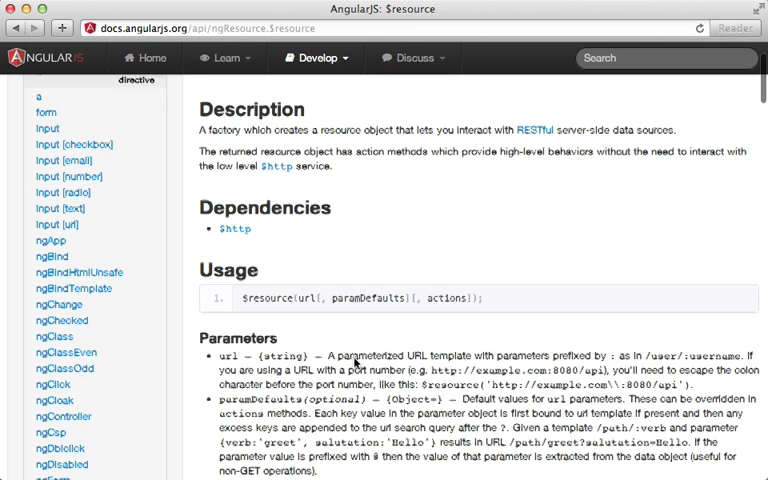 AngularJS: $resource
docs.angularjs.org/api/ngResource.$resource
Reader
ANGULARJS
Home
Learn
Develop
Discuss
Search
directive
a
form
input
input [checkbox]
input [email]
input [number]
input [radio]
input [text]
input [url]
ngApp
ngBind
ngBindHtmlUnsafe
ngBindTemplate
ngChange
ngChecked
ngClass
ngClassEven
ngClassOdd
ngClick
ngCloak
ngController
ngCsp
ngDblclick
ngDisabled
ngForm
Description
A factory which creates a resource object that lets you interact with RESTful server-side data sources.
The returned resource object has action methods which provide high-level behaviors without the need to interact with
the low level $http service.
Dependencies
• $http
Usage
1. $resource(url[, paramDefaults][, actions]);
Parameters
• url – {string} – A parameterized URL template with parameters prefixed by : as in /user/:username. If
you are using a URL with a port number (e.g. http://example.com:8080/api), you'll need to escape the colon
character before the port number, like this: $resource('http://example.com\\:8080/api').
• paramDefaults(optional) – {Object=} – Default values for url parameters. These can be overridden in
actions methods. Each key value in the parameter object is first bound to url template if present and then any
excess keys are appended to the url search query after the ?. Given a template /path/:verb and parameter
{verb:'greet', salutation:'Hello'} results in URL /path/greet?salutation=Hello. If the
parameter value is prefixed with @ then the value of that parameter is extracted from the data object (useful for
non-GET operations).